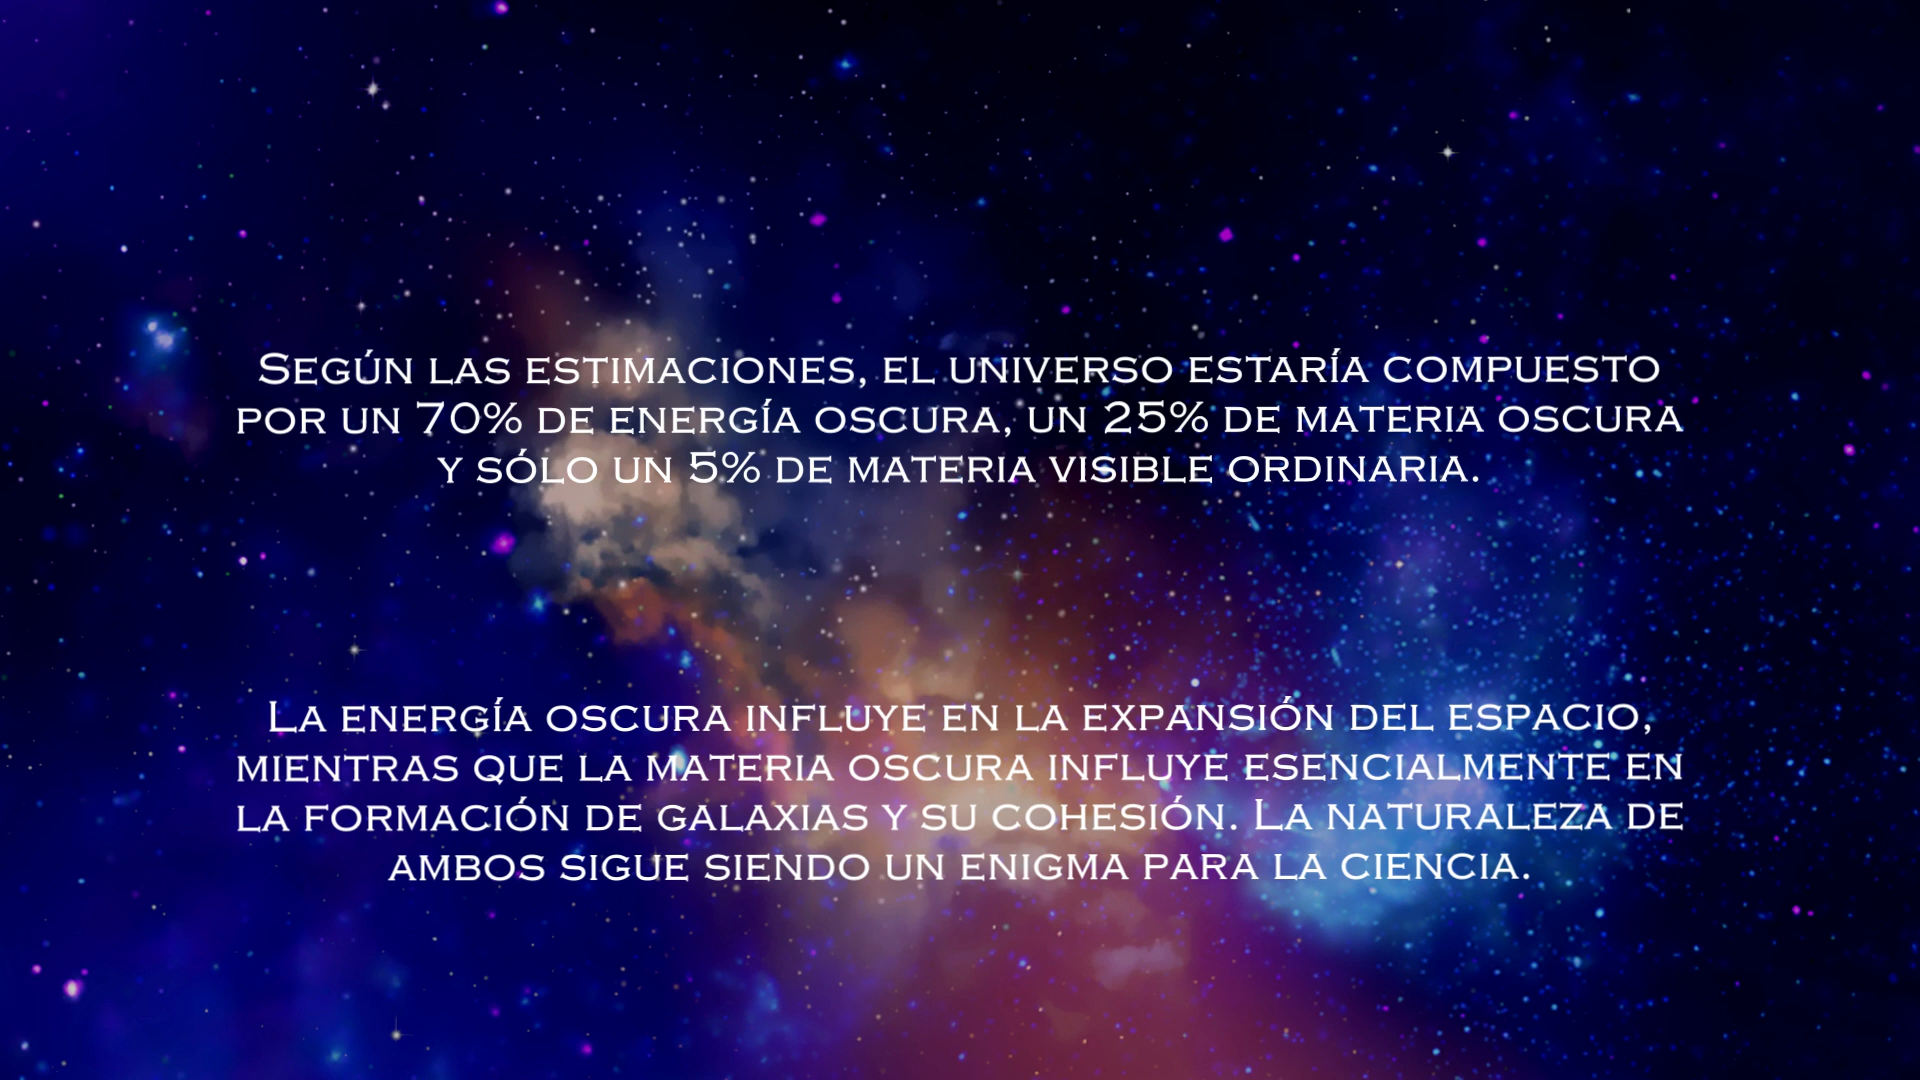 Según las estimaciones, el universo estaría compuesto
por un 70% de energía oscura, un 25% de materia oscura
y sólo un 5% de materia visible ordinaria.
La energía oscura influye en la expansión del espacio,
mientras que la materia oscura influye esencialmente en
la formación de galaxias y su cohesión. La naturaleza de
ambos sigue siendo un enigma para la ciencia.